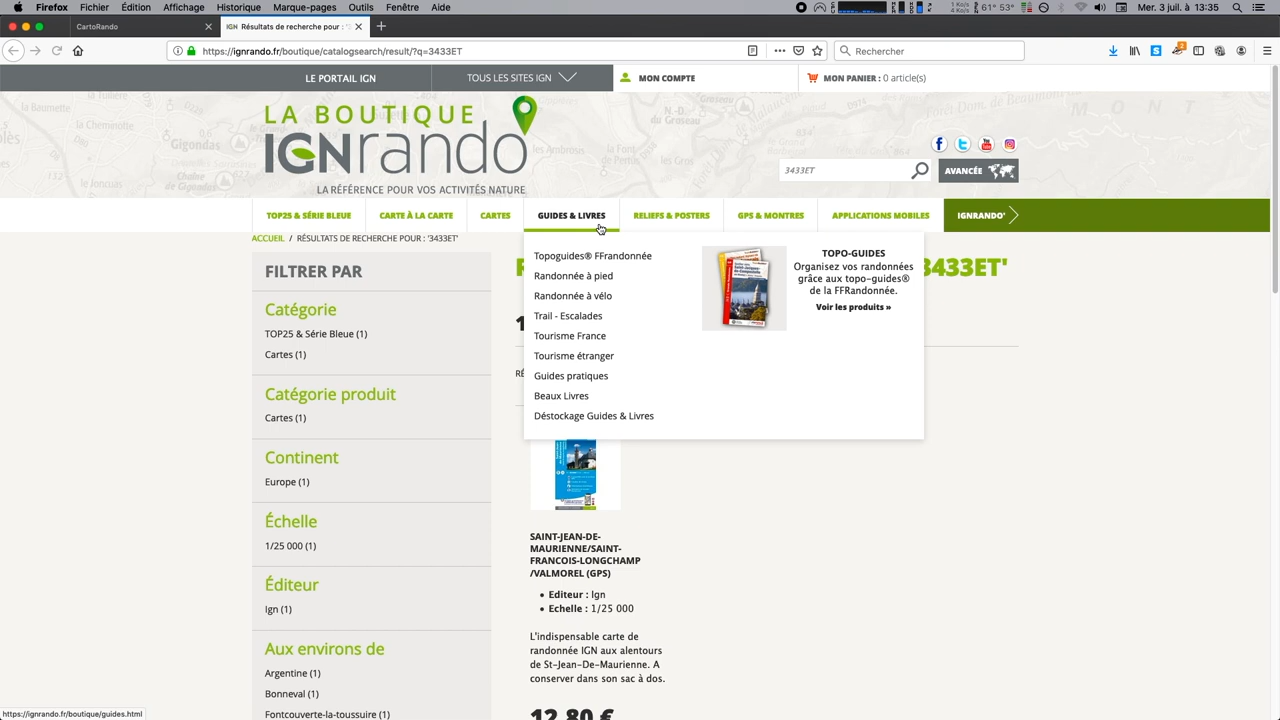 Firefox Fichier Édition Affichage Historique Marque-pages Outils Fenêtre Aide
61° 53° Mer. 3 juil. à 13:35
CartoRando
IGN Résultats de recherche pour : '3
https://ignrando.fr/boutique/catalogsearch/result/?q=3433ET
Rechercher
LE PORTAIL IGN
TOUS LES SITES IGN
MON COMPTE
MON PANIER : 0 article(s)
LA BOUTIQUE
IGNrando
LA RÉFÉRENCE POUR VOS ACTIVITÉS NATURE
3433ET
AVANCÉE
TOP25 & SÉRIE BLEUE
CARTE À LA CARTE
CARTES
GUIDES & LIVRES
RELIEFS & POSTERS
GPS & MONTRES
APPLICATIONS MOBILES
IGNRANDO'
ACCUEIL / RÉSULTATS DE RECHERCHE POUR : '3433ET'
FILTRER PAR
Catégorie
TOP25 & Série Bleue (1)
Cartes (1)
Catégorie produit
Cartes (1)
Continent
Europe (1)
Échelle
1/25 000 (1)
Éditeur
Ign (1)
Aux environs de
Argentine (1)
Bonneval (1)
Fontcouverte-la-toussuire (1)
3433ET'
Topoguides® FFrandonnée
Randonnée à pied
Randonnée à vélo
Trail - Escalades
Tourisme France
Tourisme étranger
Guides pratiques
Beaux Livres
Déstockage Guides & Livres
TOPO-GUIDES
Organisez vos randonnées
grâce aux topo-guides®
de la FFRandonnée.
Voir les produits »
SAINT-JEAN-DE-
MAURIENNE/SAINT-
FRANCOIS-LONGCHAMP
/VALMOREL (GPS)
• Editeur : Ign
• Echelle : 1/25 000
L'indispensable carte de
randonnée IGN aux alentours
de St-Jean-De-Maurienne. A
conserver dans son sac à dos.
12,80 €
https://ignrando.fr/boutique/guides.html